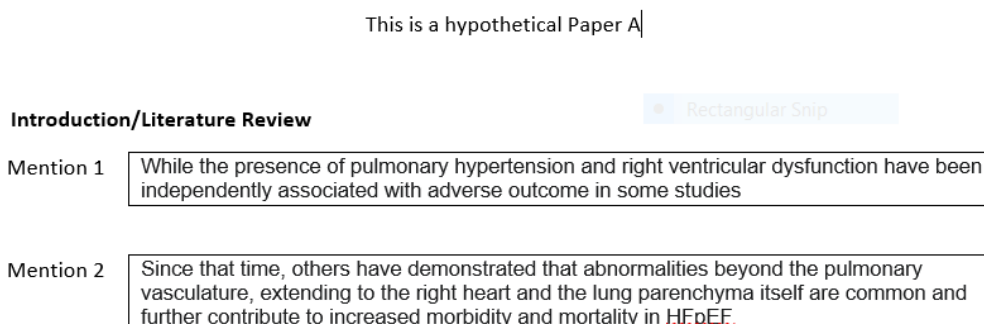 This is a hypothetical Paper A
Rectangular Snip
Introduction/Literature Review
Mention 1
While the presence of pulmonary hypertension and right ventricular dysfunction have been
independently associated with adverse outcome in some studies
Mention 2
Since that time, others have demonstrated that abnormalities beyond the pulmonary
vasculature, extending to the right heart and the lung parenchyma itself are common and
further contribute to increased morbidity and mortality in HFpEF.